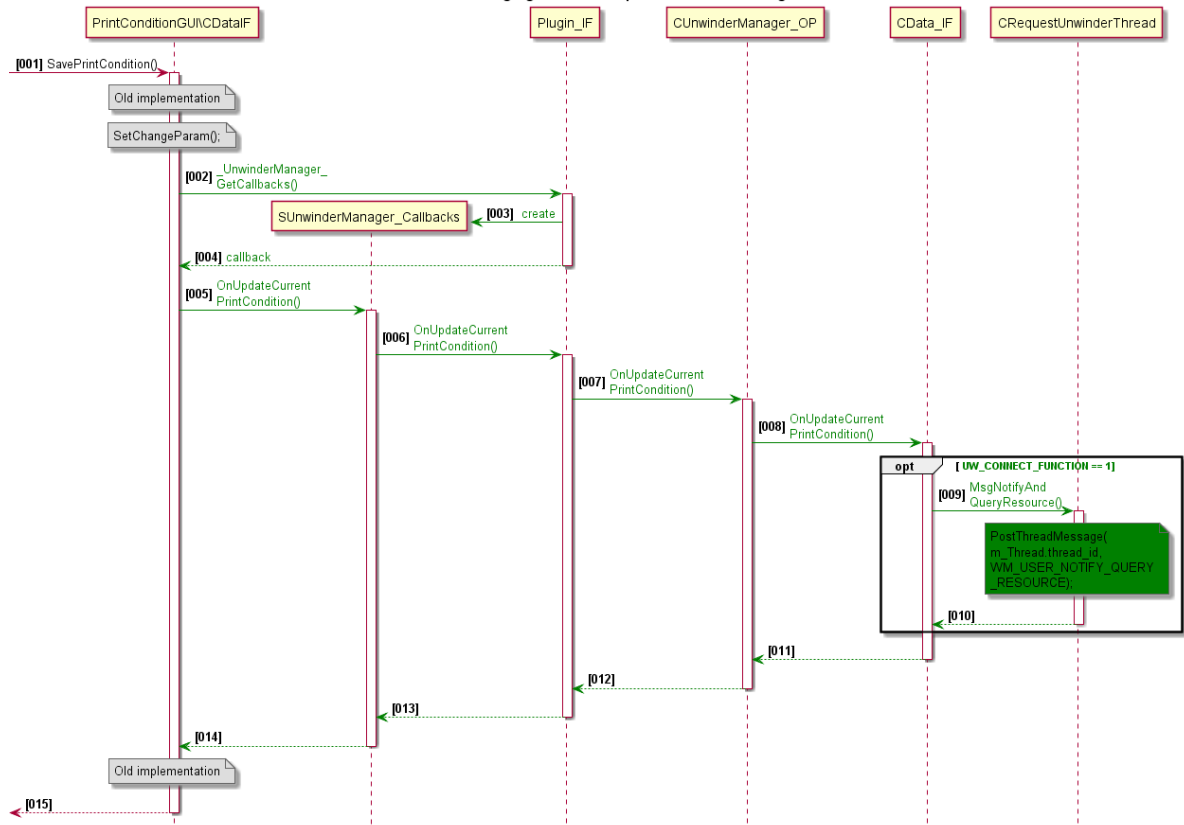 PrintConditionGUI\CDataIF
Plugin_IF
CUnwinderManager_OP
CData_IF
CRequestUnwinderThread
[001] SavePrintCondition()
Old implementation
SetChangeParam();
[002] _UnwinderManager_
GetCallbacks()
SUnwinderManager_Callbacks
[003] create
[004] callback
[005] OnUpdateCurrent
PrintCondition()
[006] OnUpdateCurrent
PrintCondition()
[007] OnUpdateCurrent
PrintCondition()
[008] OnUpdateCurrent
PrintCondition()
opt [ UW_CONNECT_FUNCTION == 1]
[009] MsgNotifyAnd
QueryResource()
PostThreadMessage(
m_Thread.thread_id,
WM_USER_NOTIFY_QUERY
_RESOURCE);
[010]
[011]
[012]
[013]
[014]
Old implementation
[015]